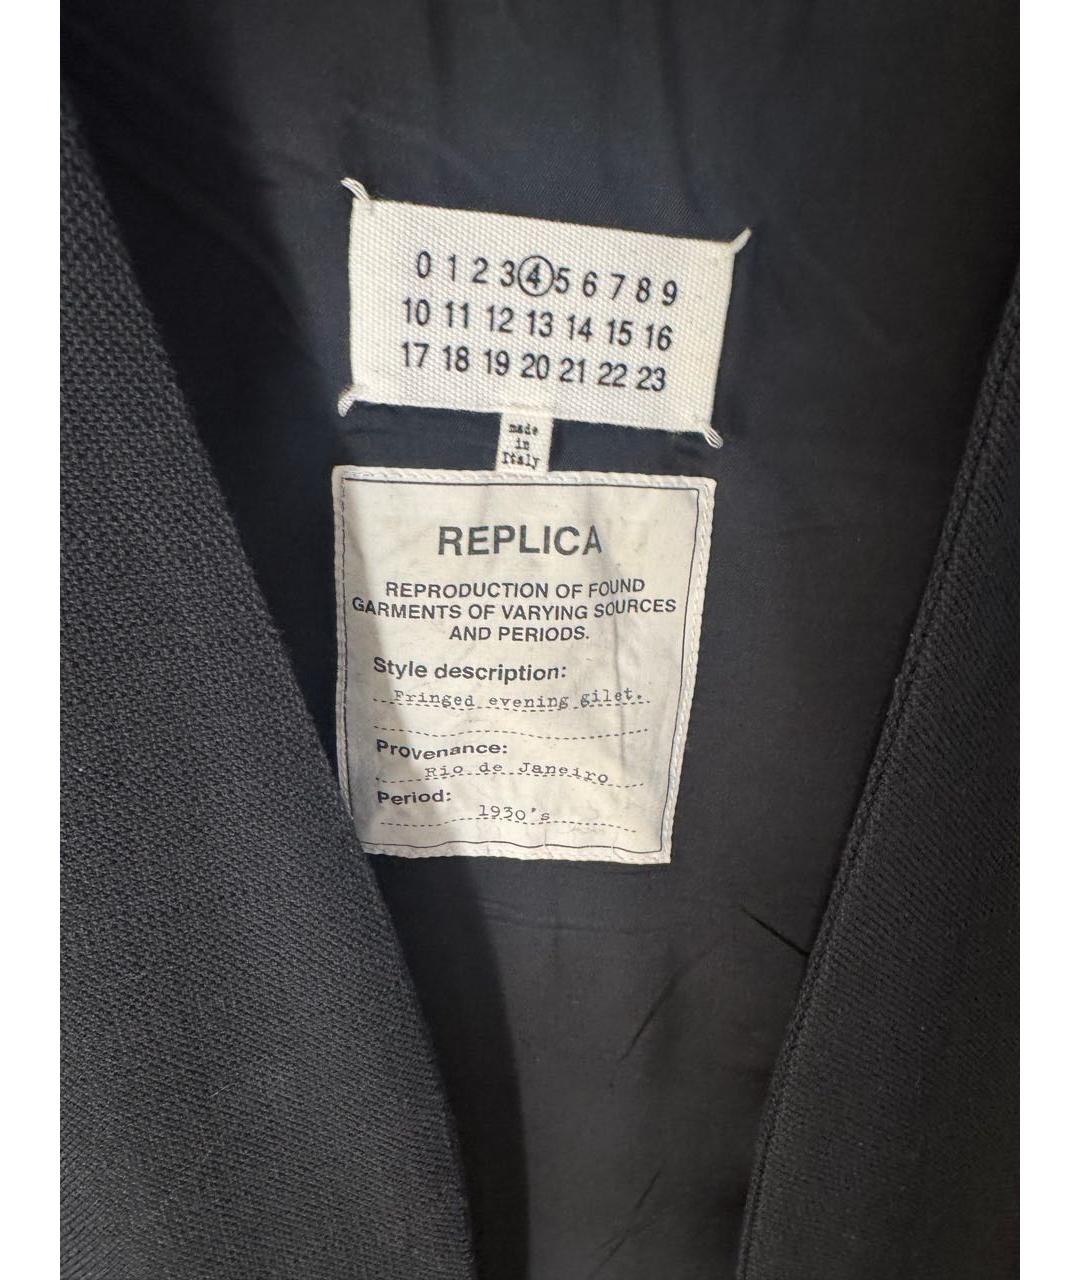 0 1 2 3 4 5 6 7 8 9
10 11 12 13 14 15 16
17 18 19 20 21 22 23
made
in
Italy
REPLICA
REPRODUCTION OF FOUND
GARMENTS OF VARYING SOURCES
AND PERIODS.
Style description:
Fringed evening gilet.
Provenance:
Rio de Janeiro
Period:
1930's